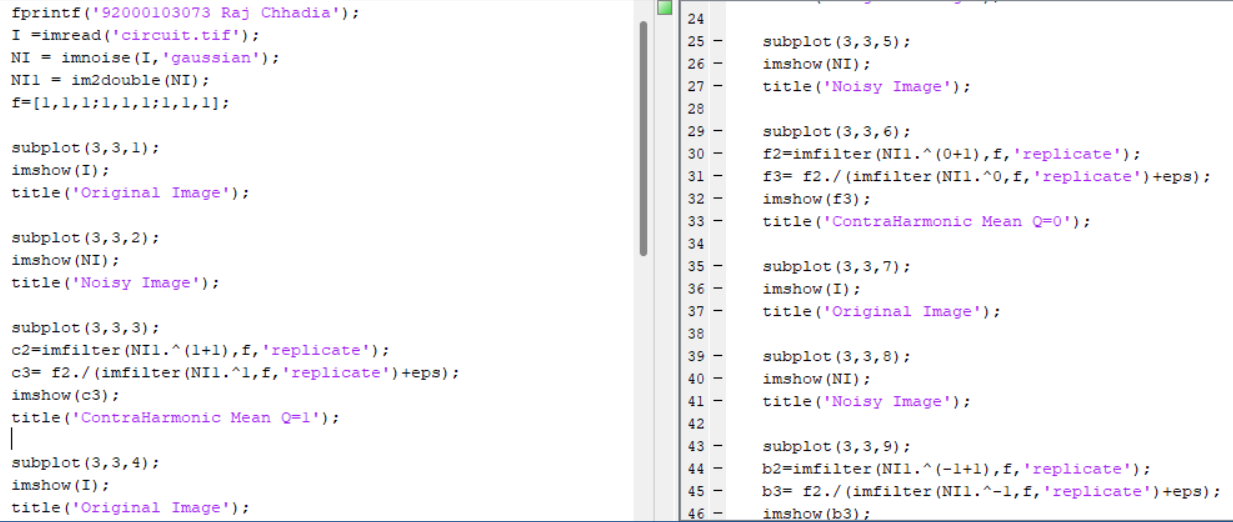 fprintf('92000103073 Raj Chhadia');
I =imread('circuit.tif');
NI = imnoise(I,'gaussian');
NI1 = im2double(NI);
f=[1,1,1;1,1,1;1,1,1];
subplot(3,3,1);
imshow(I);
title('Original Image');
subplot(3,3,2);
imshow(NI);
title('Noisy Image');
subplot(3,3,3);
c2=imfilter(NI1.^(1+1),f,'replicate');
c3= f2./(imfilter(NI1.^1,f,'replicate')+eps);
imshow(c3);
title('ContraHarmonic Mean Q=1');
subplot(3,3,4);
imshow(I);
title('Original Image');
24
25 − subplot(3,3,5);
26 − imshow(NI);
27 − title('Noisy Image');
28
29 − subplot(3,3,6);
30 − f2=imfilter(NI1.^(0+1),f,'replicate');
31 − f3= f2./(imfilter(NI1.^0,f,'replicate')+eps);
32 − imshow(f3);
33 − title('ContraHarmonic Mean Q=0');
34
35 − subplot(3,3,7);
36 − imshow(I);
37 − title('Original Image');
38
39 − subplot(3,3,8);
40 − imshow(NI);
41 − title('Noisy Image');
42
43 − subplot(3,3,9);
44 − b2=imfilter(NI1.^(-1+1),f,'replicate');
45 − b3= f2./(imfilter(NI1.^-1,f,'replicate')+eps);
46 − imshow(b3);